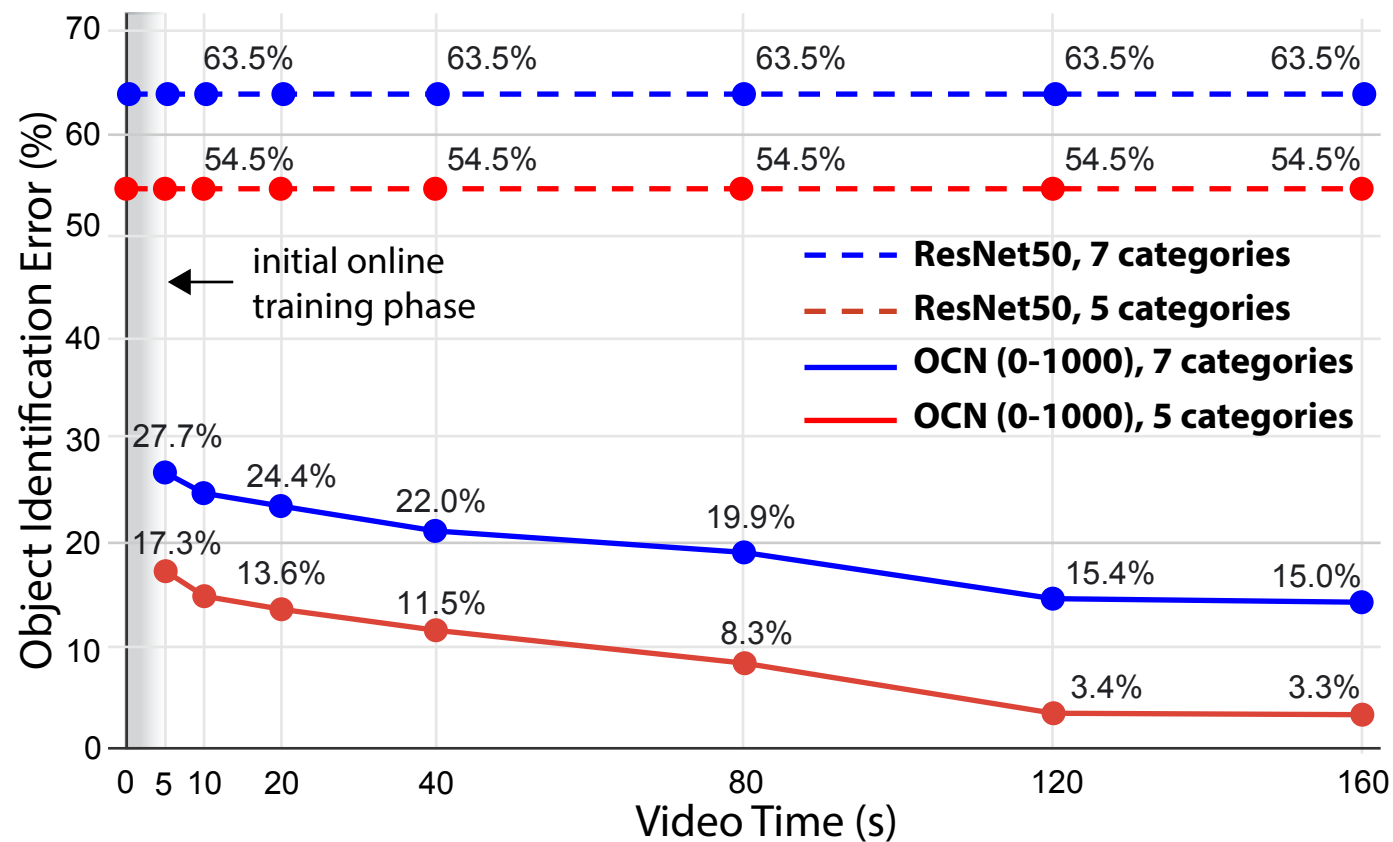 70
63.5% 63.5% 63.5% 63.5% 63.5%
60
54.5% 54.5% 54.5% 54.5% 54.5%
50
initial online
training phase
ResNet50, 7 categories
ResNet50, 5 categories
OCN (0-1000), 7 categories
OCN (0-1000), 5 categories
40
30
27.7%
24.4%
22.0%
19.9%
15.4%
15.0%
20
17.3%
13.6%
11.5%
8.3%
3.4%
3.3%
10
0
0 5 10 20 40 80 120 160
Video Time (s)
Object Identification Error (%)